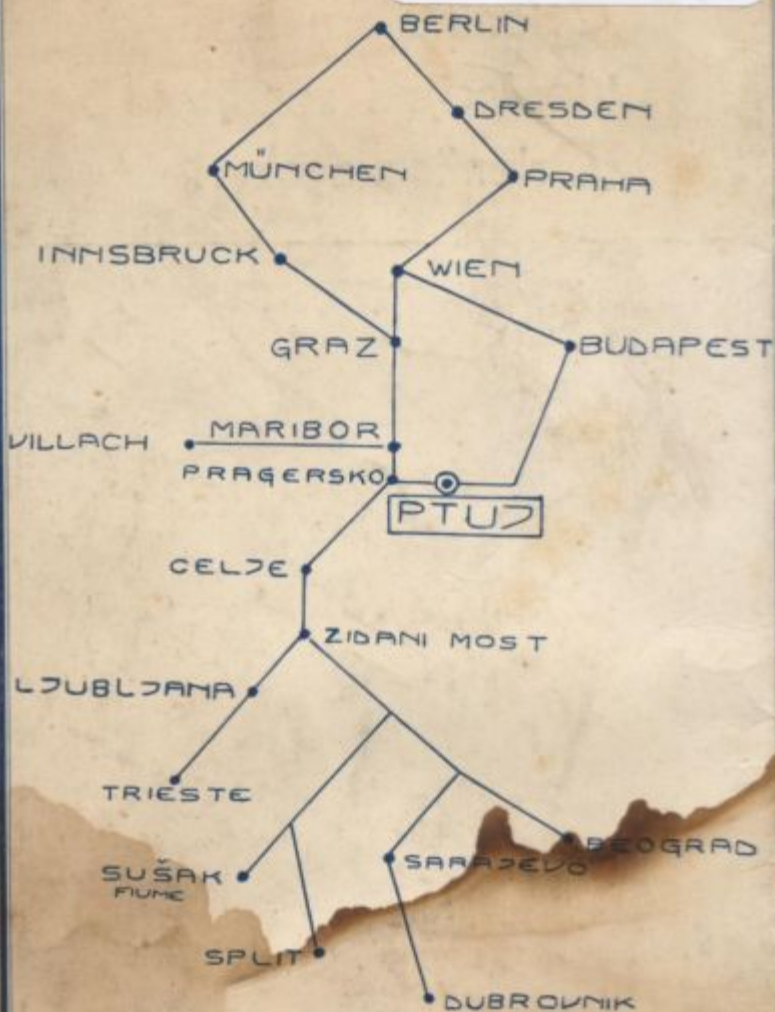 BERLIN
DRESDEN
MÜNCHEN
PRAHA
INNSBRUCK
WIEN
GRAZ
BUDAPEST
VILLACH
MARIBOR
PRAGERSKO
PTUJ
CELJE
ZIDANI MOST
LJUBLJANA
TRIESTE
BEOGRAD
SARAJEVO
SUŠAK
FIUME
SPLIT
DUBROVNIK